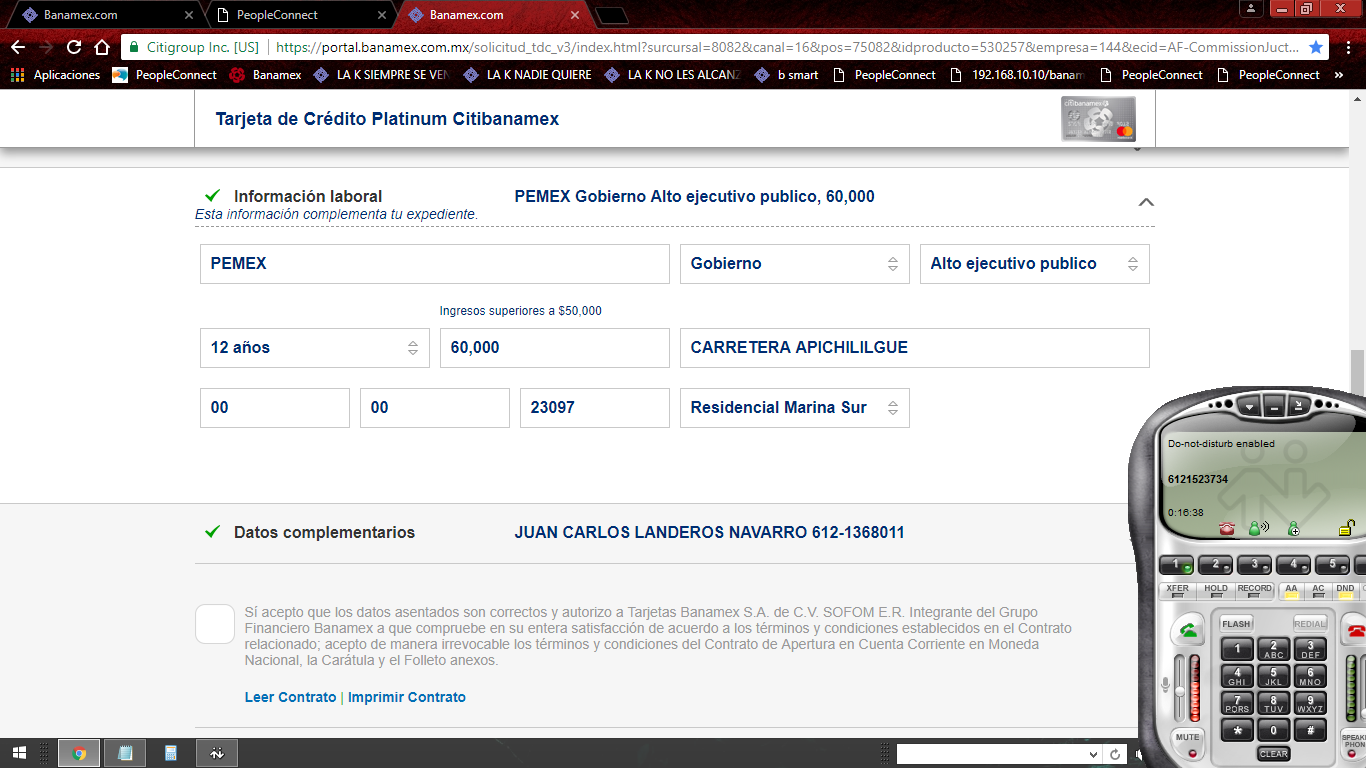 Banamex.com
PeopleConnect
Banamex.com
Citigroup Inc. [US]
https://portal.banamex.com.mx/solicitud_tdc_v3/index.html?surcursal=8082&canal=16&pos=75082&idproducto=530257&empresa=144&ecid=AF-CommissionJuct...
Aplicaciones
PeopleConnect
Banamex
LA K SIEMPRE SE VEN
LA K NADIE QUIERE
LA K NO LES ALCANZ
b smart
PeopleConnect
192.168.10.10/banam
PeopleConnect
PeopleConnect
»
Tarjeta de Crédito Platinum Citibanamex
citibanamex
Información laboral
PEMEX Gobierno Alto ejecutivo publico, 60,000
Esta información complementa tu expediente.
PEMEX
Gobierno
Alto ejecutivo publico
Ingresos superiores a $50,000
12 años
60,000
CARRETERA APICHILILGUE
00
00
23097
Residencial Marina Sur
Datos complementarios
JUAN CARLOS LANDEROS NAVARRO 612-1368011
Sí acepto que los datos asentados son correctos y autorizo a Tarjetas Banamex S.A. de C.V. SOFOM E.R. Integrante del Grupo
Financiero Banamex a que compruebe en su entera satisfacción de acuerdo a los términos y condiciones establecidos en el Contrato
relacionado; acepto de manera irrevocable los términos y condiciones del Contrato de Apertura en Cuenta Corriente en Moneda
Nacional, la Carátula y el Folleto anexos.
Leer Contrato | Imprimir Contrato
Do-not-disturb enabled
6121523734
0:16:38
1 2 3 4 5
XFER HOLD RECORD AA AC DND
FLASH REDIAL
1 2 ABC 3 DEF
4 GHI 5 JKL 6 MNO
7 PQRS 8 TUV 9 WXYZ
* 0 #
MUTE
CLEAR
SPEAKE
PHON